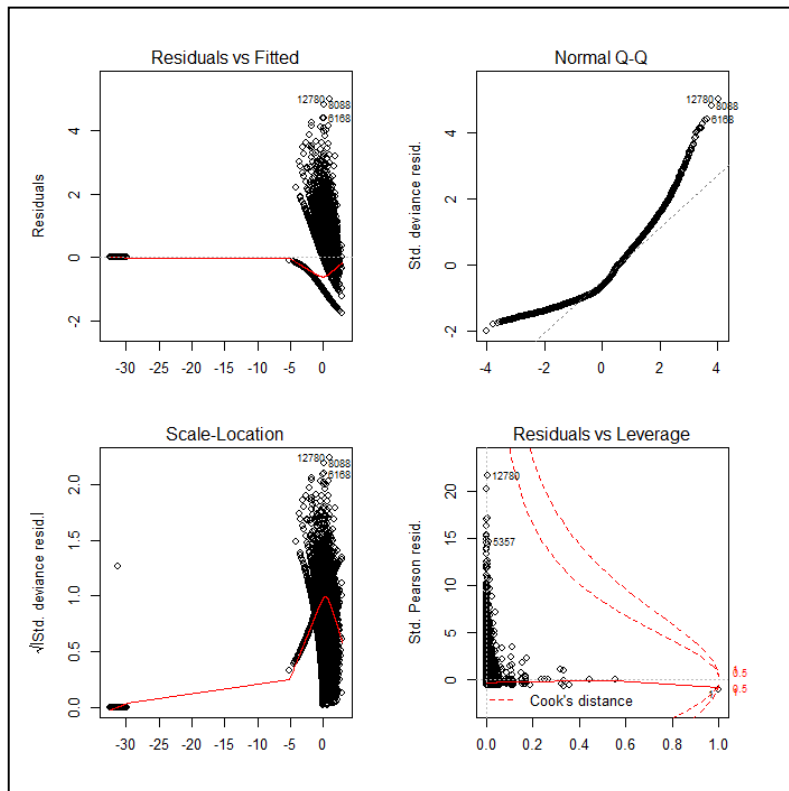 Residuals vs Fitted
12780
8088
6168
Residuals
4
2
0
-2
-30 -25 -20 -15 -10 -5 0
Normal Q-Q
12780
8088
6168
Std. deviance resid.
4
2
0
-2
-4 -2 0 2 4
Scale-Location
12780
8088
6168
√|Std. deviance resid.|
2.0
1.5
1.0
0.5
0.0
-30 -25 -20 -15 -10 -5 0
Residuals vs Leverage
12780
5357
Std. Pearson resid.
20
15
10
5
0
1
0.5
0.5
1
1
Cook's distance
0.0 0.2 0.4 0.6 0.8 1.0